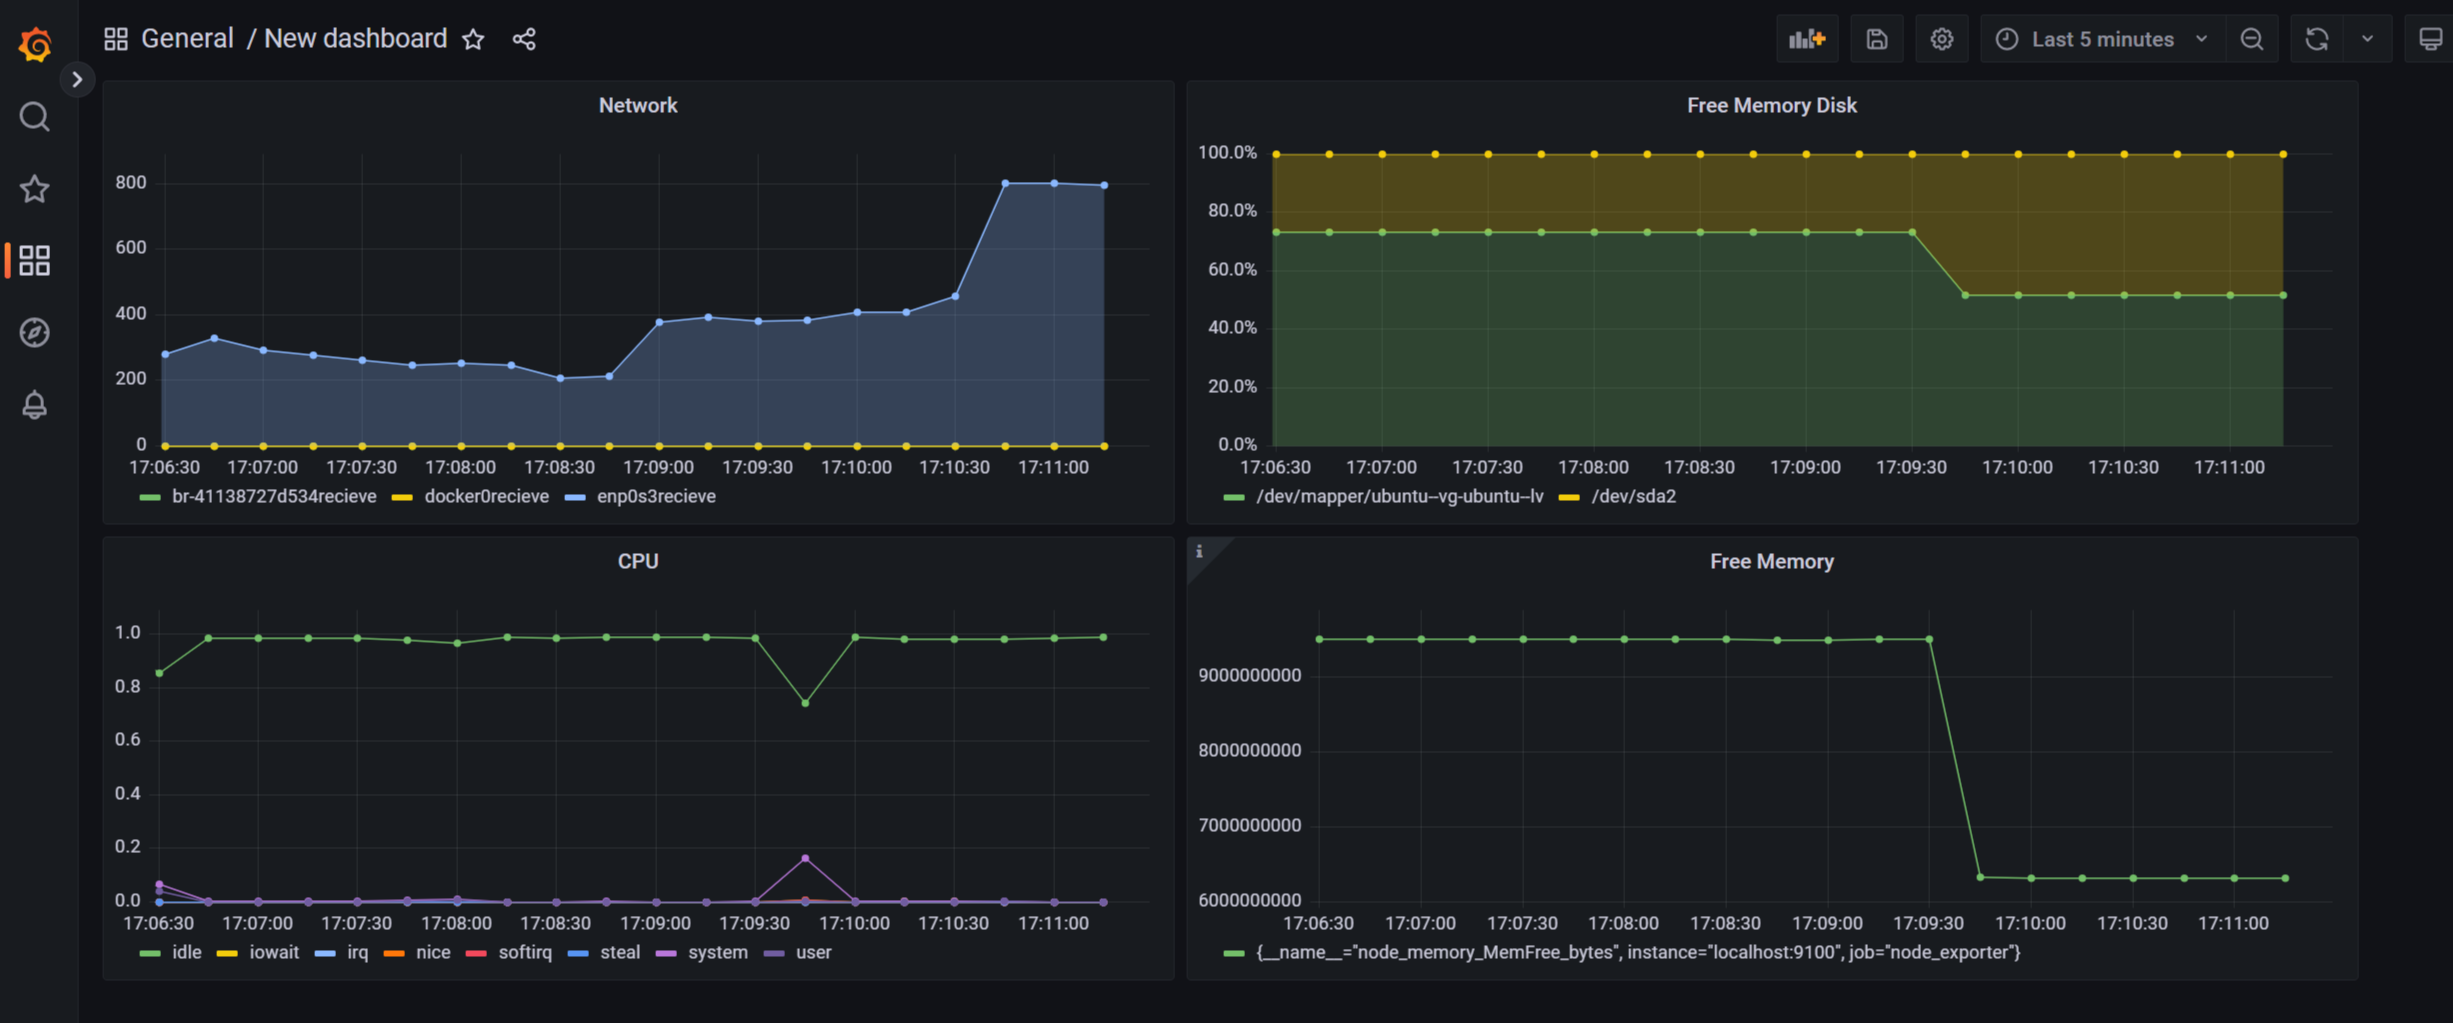 General / New dashboard
Last 5 minutes
Network
800
600
400
200
0
17:06:30 17:07:00 17:07:30 17:08:00 17:08:30 17:09:00 17:09:30 17:10:00 17:10:30 17:11:00
br-41138727d534recieve docker0recieve enp0s3recieve
Free Memory Disk
100.0%
80.0%
60.0%
40.0%
20.0%
0.0%
17:06:30 17:07:00 17:07:30 17:08:00 17:08:30 17:09:00 17:09:30 17:10:00 17:10:30 17:11:00
/dev/mapper/ubuntu--vg-ubuntu--lv /dev/sda2
CPU
1.0
0.8
0.6
0.4
0.2
0.0
17:06:30 17:07:00 17:07:30 17:08:00 17:08:30 17:09:00 17:09:30 17:10:00 17:10:30 17:11:00
idle iowait irq nice softirq steal system user
i
Free Memory
9000000000
8000000000
7000000000
6000000000
17:06:30 17:07:00 17:07:30 17:08:00 17:08:30 17:09:00 17:09:30 17:10:00 17:10:30 17:11:00
{__name__="node_memory_MemFree_bytes", instance="localhost:9100", job="node_exporter"}